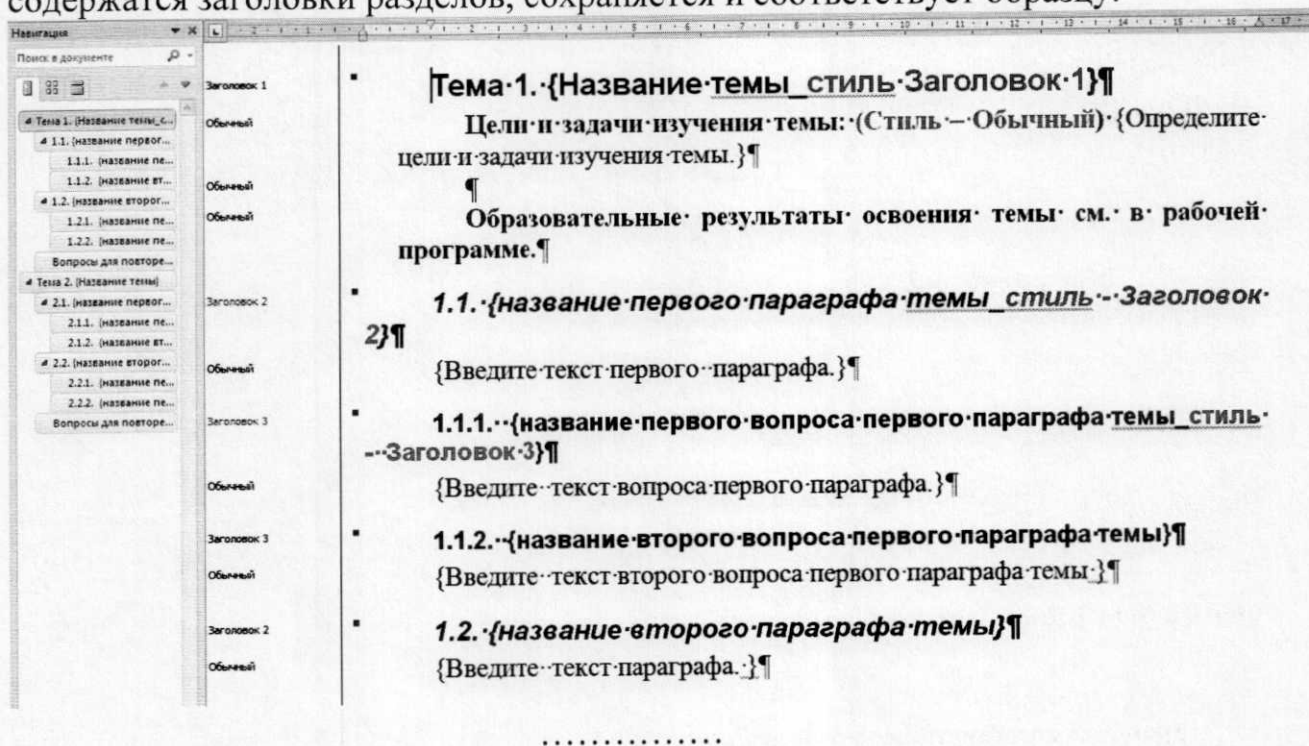 содержатся заголовки разделов, сохраняется и соответствует образцу.
Навигация
Поиск в документе
Тема 1. {Название темы_с...
1.1. {название первог...
1.1.1. {название пе...
1.1.2. {название вт...
1.2. {название второг...
1.2.1. {название пе...
1.2.2. {название пе...
Вопросы для повторе...
Тема 2. {Название темы}
2.1. {название первог...
2.1.1. {название пе...
2.1.2. {название вт...
2.2. {название второг...
2.2.1. {название пе...
2.2.2. {название пе...
Вопросы для повторе...
Заголовок 1
Тема·1.·{Название·темы_стиль·Заголовок·1}¶
Обычный
Цели·и·задачи·изучения·темы:·(Стиль·–·Обычный)·{Определите·
цели·и·задачи·изучения·темы.}¶
Обычный
¶
Обычный
Образовательные· результаты· освоения· темы· см.· в· рабочей·
программе.¶
Заголовок 2
1.1.·{название·первого·параграфа·темы_стиль·-·Заголовок·
2}¶
Обычный
{Введите·текст·первого··параграфа.}¶
Заголовок 3
1.1.1.··{название·первого·вопроса·первого·параграфа·темы_стиль·
-··Заголовок·3}¶
Обычный
{Введите··текст·вопроса·первого·параграфа.}¶
Заголовок 3
1.1.2.··{название·второго·вопроса·первого·параграфа·темы}¶
Обычный
{Введите··текст·второго·вопроса·первого·параграфа·темы·}¶
Заголовок 2
1.2.·{название·второго·параграфа·темы}¶
Обычный
{Введите··текст·параграфа.·}¶
...............